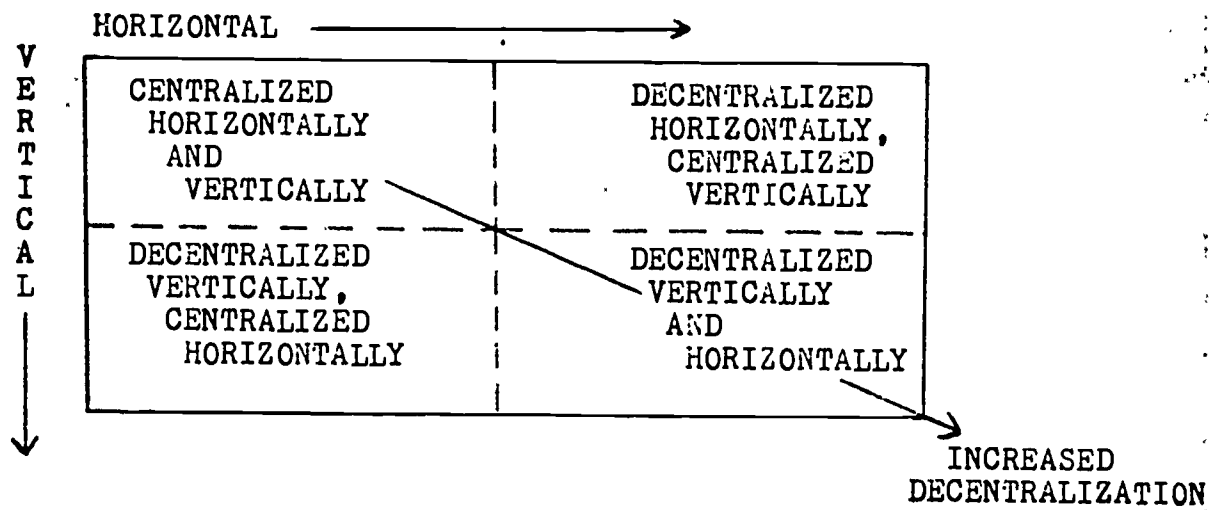 HORIZONTAL
VERTICAL
CENTRALIZED
HORIZONTALLY
AND
VERTICALLY
DECENTRALIZED
HORIZONTALLY,
CENTRALIZED
VERTICALLY
DECENTRALIZED
VERTICALLY,
CENTRALIZED
HORIZONTALLY
DECENTRALIZED
VERTICALLY
AND
HORIZONTALLY
INCREASED
DECENTRALIZATION